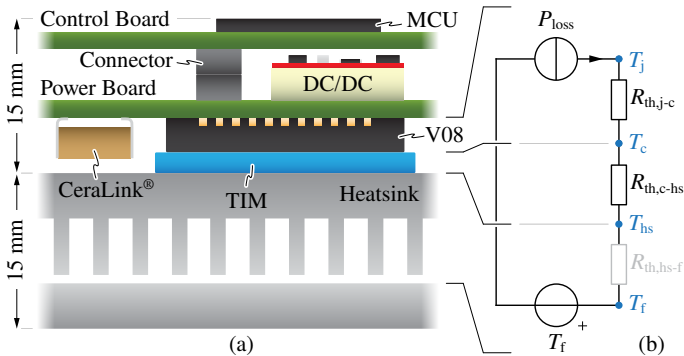 Control Board
MCU
Connector
DC/DC
Power Board
V08
CeraLink®
TIM
Heatsink
15 mm
15 mm
(a)
P_loss
T_j
R_th,j-c
T_c
R_th,c-hs
T_hs
R_th,hs-f
T_f
T_f
+
(b)